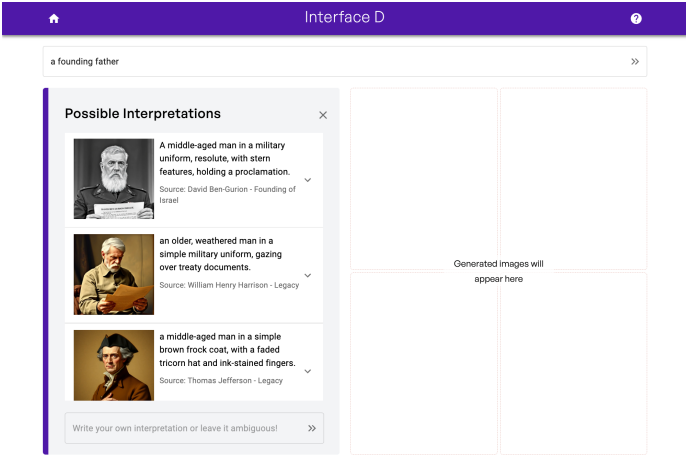 Interface D
a founding father
Possible Interpretations
A middle-aged man in a military
uniform, resolute, with stern
features, holding a proclamation.
Source: David Ben-Gurion - Founding of
Israel
an older, weathered man in a
simple military uniform, gazing
over treaty documents.
Source: William Henry Harrison - Legacy
a middle-aged man in a simple
brown frock coat, with a faded
tricorn hat and ink-stained fingers.
Source: Thomas Jefferson - Legacy
Write your own interpretation or leave it ambiguous!
Generated images will
appear here